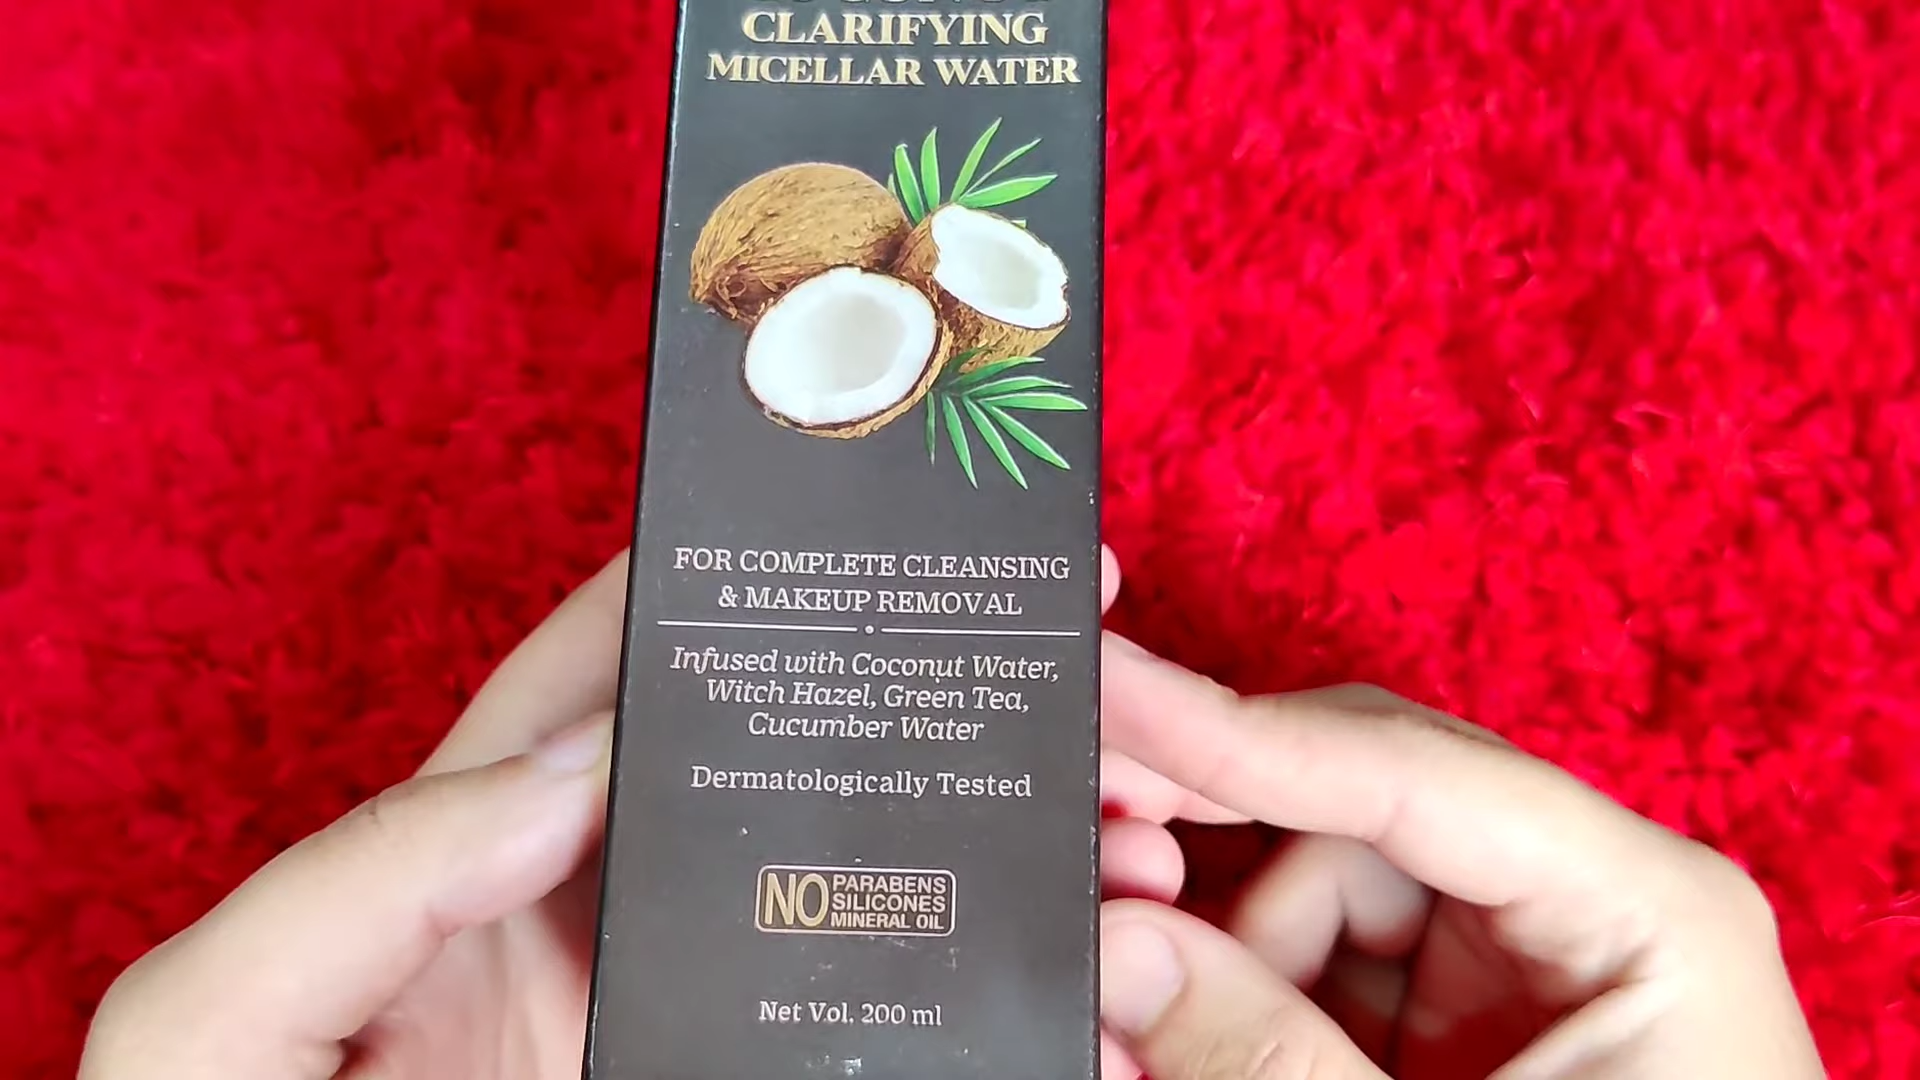 CLARIFYING
MICELLAR WATER
FOR COMPLETE CLEANSING
& MAKEUP REMOVAL
Infused with Coconut Water,
Witch Hazel, Green Tea,
Cucumber Water
Dermatologically Tested
NO PARABENS
SILICONES
MINERAL OIL
Net Vol. 200 ml